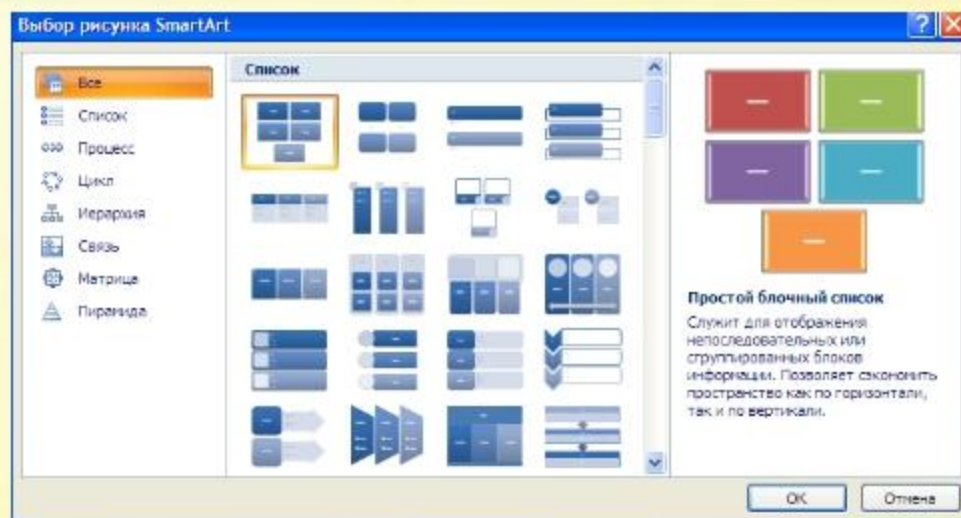 Выбор рисунка SmartArt
Все
Список
Процесс
Цикл
Иерархия
Связь
Матрица
Пирамида
Список
Простой блочный список
Служит для отображения
непоследовательных или
сгруппированных блоков
информации. Позволяет сэкономить
пространство как по горизонтали,
так и по вертикали.
ОК
Отмена